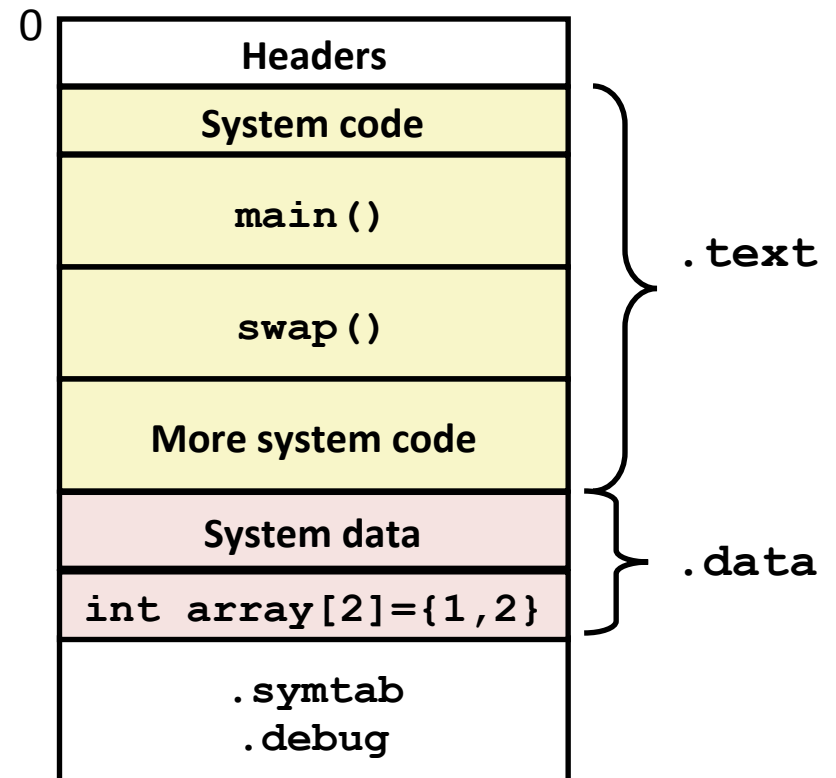 0
Headers
System code
main()
swap()
More system code
.text
System data
int array[2]={1,2}
.data
.symtab
.debug